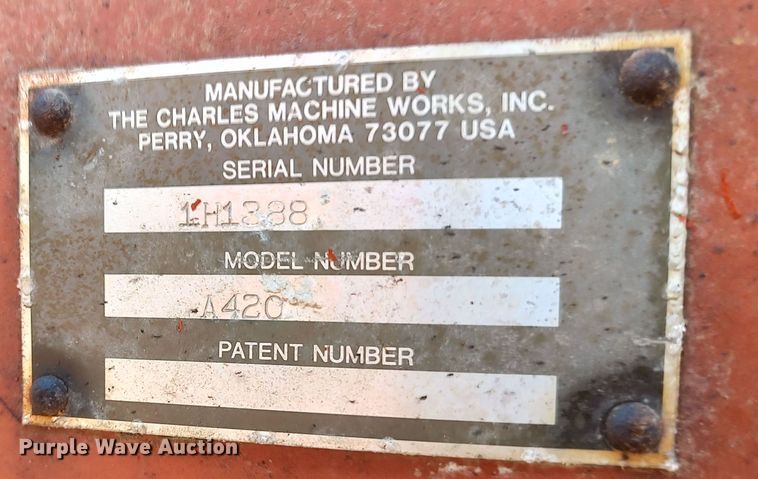 MANUFACTURED BY
THE CHARLES MACHINE WORKS, INC.
PERRY, OKLAHOMA 73077 USA
SERIAL NUMBER
1H1388
MODEL NUMBER
A420
PATENT NUMBER
Purple Wave Auction